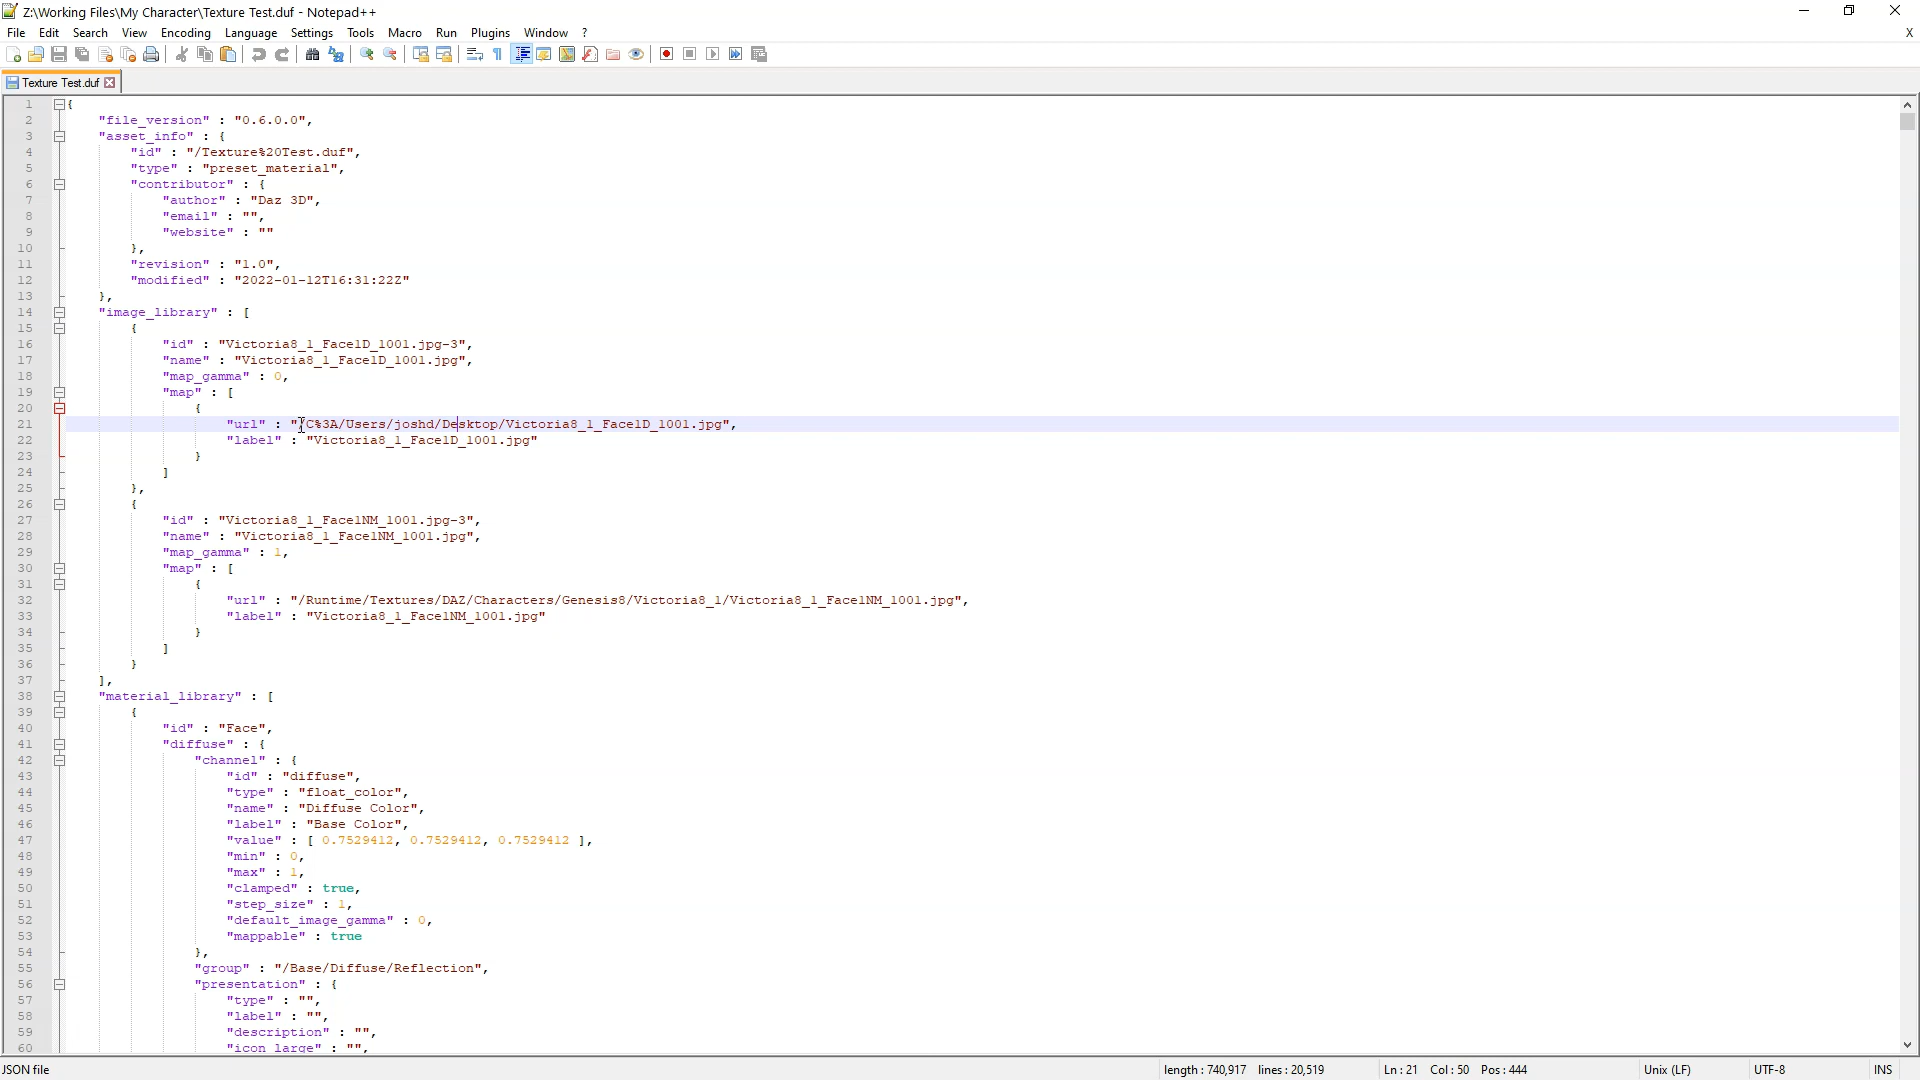 Z:\Working Files\My Character\Texture Test.duf - Notepad++
File Edit Search View Encoding Language Settings Tools Macro Run Plugins Window ? X
Texture Test.duf
1 {
2 "file_version" : "0.6.0.0",
3 "asset_info" : {
4 "id" : "/Texture%20Test.duf",
5 "type" : "preset_material",
6 "contributor" : {
7 "author" : "Daz 3D",
8 "email" : "",
9 "website" : ""
10 },
11 "revision" : "1.0",
12 "modified" : "2022-01-12T16:31:22Z"
13 },
14 "image_library" : [
15 {
16 "id" : "Victoria8_1_Face1D_1001.jpg-3",
17 "name" : "Victoria8_1_Face1D_1001.jpg",
18 "map_gamma" : 0,
19 "map" : [
20 {
21 "url" : "/C%3A/Users/joshd/Desktop/Victoria8_1_Face1D_1001.jpg",
22 "label" : "Victoria8_1_Face1D_1001.jpg"
23 }
24 ]
25 },
26 {
27 "id" : "Victoria8_1_Face1NM_1001.jpg-3",
28 "name" : "Victoria8_1_Face1NM_1001.jpg",
29 "map_gamma" : 1,
30 "map" : [
31 {
32 "url" : "/Runtime/Textures/DAZ/Characters/Genesis8/Victoria8_1/Victoria8_1_Face1NM_1001.jpg",
33 "label" : "Victoria8_1_Face1NM_1001.jpg"
34 }
35 ]
36 }
37 ],
38 "material_library" : [
39 {
40 "id" : "Face",
41 "diffuse" : {
42 "channel" : {
43 "id" : "diffuse",
44 "type" : "float_color",
45 "name" : "Diffuse Color",
46 "label" : "Base Color",
47 "value" : [ 0.7529412, 0.7529412, 0.7529412 ],
48 "min" : 0,
49 "max" : 1,
50 "clamped" : true,
51 "step_size" : 1,
52 "default_image_gamma" : 0,
53 "mappable" : true
54 },
55 "group" : "/Base/Diffuse/Reflection",
56 "presentation" : {
57 "type" : "",
58 "label" : "",
59 "description" : "",
60 "icon_large" : "",
JSON file length : 740,917 lines : 20,519 Ln : 21 Col : 50 Pos : 444 Unix (LF) UTF-8 INS